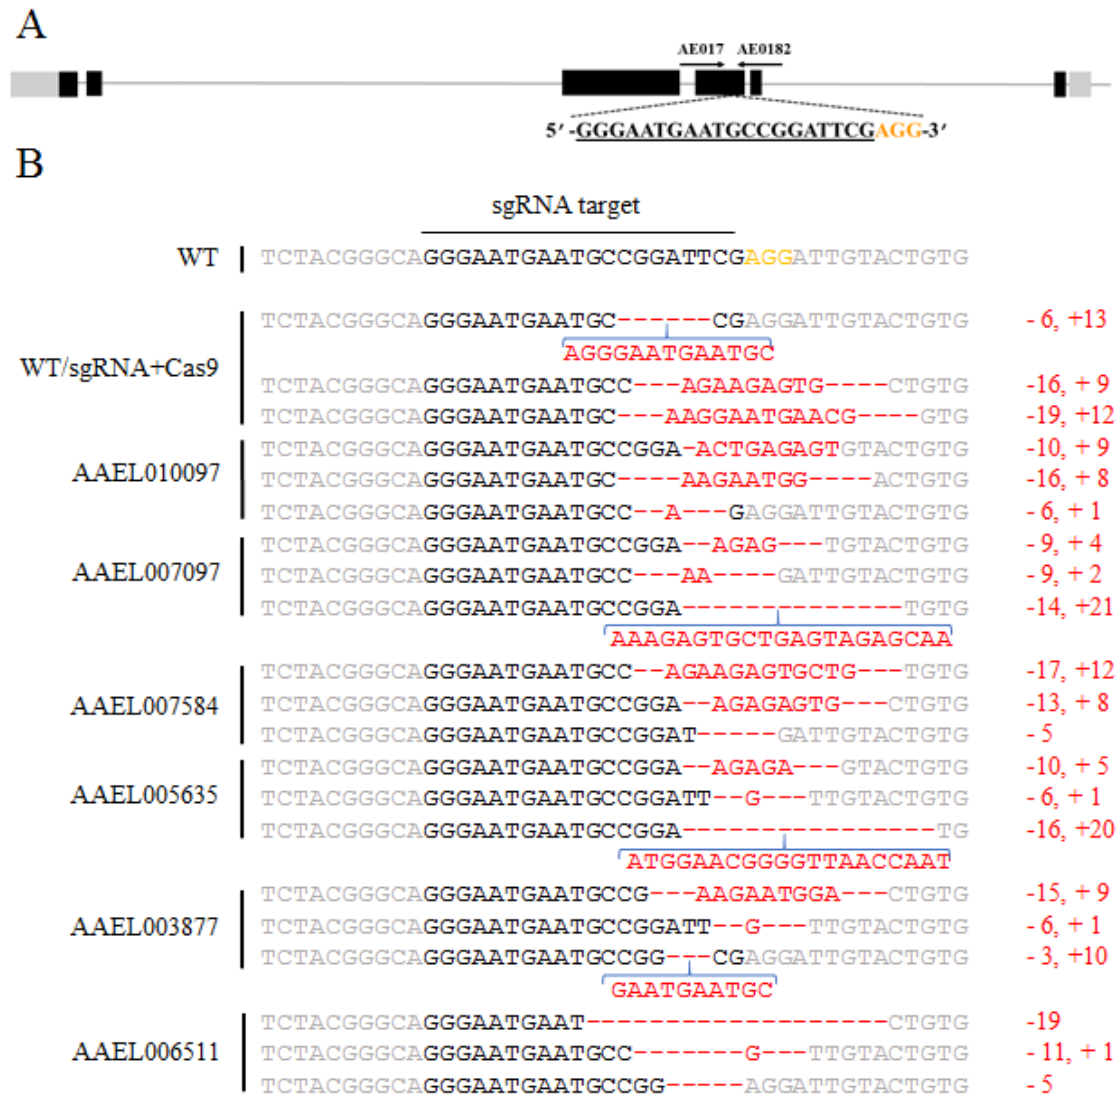 A
AE017 AE0182
5′ -GGGAATGAATGCCGGATTCGAGG-3′
B
sgRNA target
WT TCTACGGGCAGGGAATGAATGCCGGATTCGAGGATTGTACTGTG
WT/sgRNA+Cas9
TCTACGGGCAGGGAATGAATGC------CGAGGATTGTACTGTG - 6, +13
AGGGAATGAATGC
TCTACGGGCAGGGAATGAATGCC---AGAAGAGTG----CTGTG -16, + 9
TCTACGGGCAGGGAATGAATGC---AAGGAATGAACG----GTG -19, +12
AAEL010097
TCTACGGGCAGGGAATGAATGCCGGA-ACTGAGAGTGTACTGTG -10, + 9
TCTACGGGCAGGGAATGAATGC----AAGAATGG----ACTGTG -16, + 8
TCTACGGGCAGGGAATGAATGCC--A---GAGGATTGTACTGTG - 6, + 1
AAEL007097
TCTACGGGCAGGGAATGAATGCCGGA--AGAG---TGTACTGTG - 9, + 4
TCTACGGGCAGGGAATGAATGCC---AA----GATTGTACTGTG - 9, + 2
TCTACGGGCAGGGAATGAATGCCGGA--------------TGTG -14, +21
AAAGAGTGCTGAGTAGAGCAA
AAEL007584
TCTACGGGCAGGGAATGAATGCC--AGAAGAGTGCTG---TGTG -17, +12
TCTACGGGCAGGGAATGAATGCCGGA--AGAGAGTG---CTGTG -13, + 8
TCTACGGGCAGGGAATGAATGCCGGAT-----GATTGTACTGTG - 5
AAEL005635
TCTACGGGCAGGGAATGAATGCCGGA--AGAGA---GTACTGTG -10, + 5
TCTACGGGCAGGGAATGAATGCCGGATT--G---TTGTACTGTG - 6, + 1
TCTACGGGCAGGGAATGAATGCCGGA----------------TG -16, +20
ATGGAACGGGGTTAACCAAT
AAEL003877
TCTACGGGCAGGGAATGAATGCCG---AAGAATGGA---CTGTG -15, + 9
TCTACGGGCAGGGAATGAATGCCGGATT--G---TTGTACTGTG - 6, + 1
TCTACGGGCAGGGAATGAATGCCGG---CGAGGATTGTACTGTG - 3, +10
GAATGAATGC
AAEL006511
TCTACGGGCAGGGAATGAAT-------------------CTGTG -19
TCTACGGGCAGGGAATGAATGCC-------G---TTGTACTGTG - 11, + 1
TCTACGGGCAGGGAATGAATGCCGG-----AGGATTGTACTGTG - 5